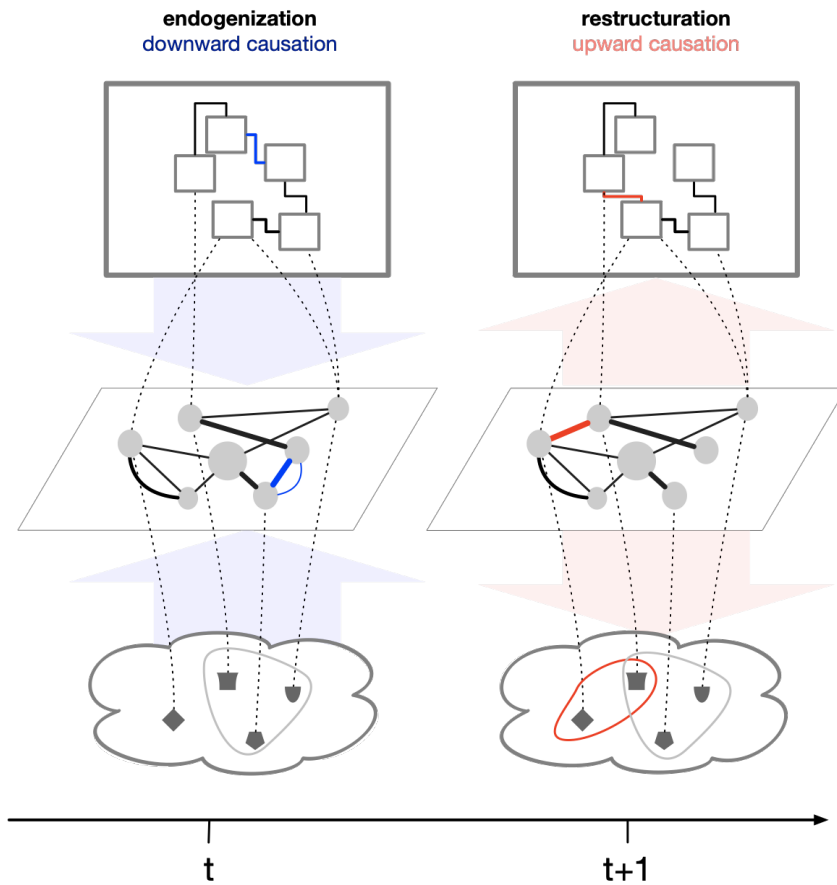 endogenization
downward causation
restructuration
upward causation
t
t+1